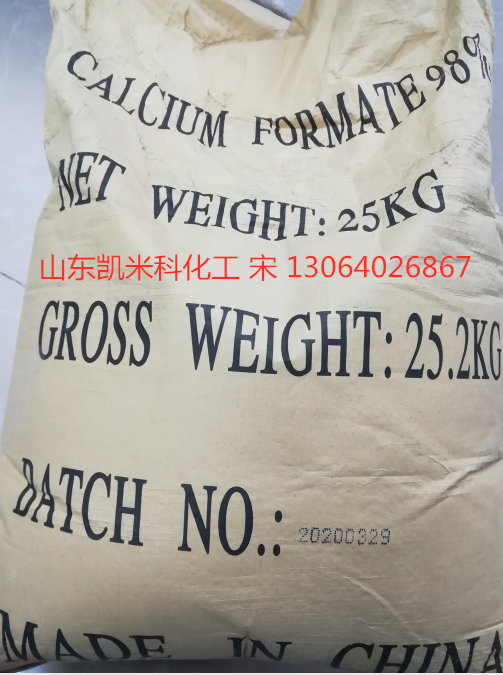 CALCIUM FORMATE 98%
NET WEIGHT: 25KG
山东凯米科化工 宋 13064026867
GROSS WEIGHT: 25.2KG
BATCH NO.: 20200329
MADE IN CHINA